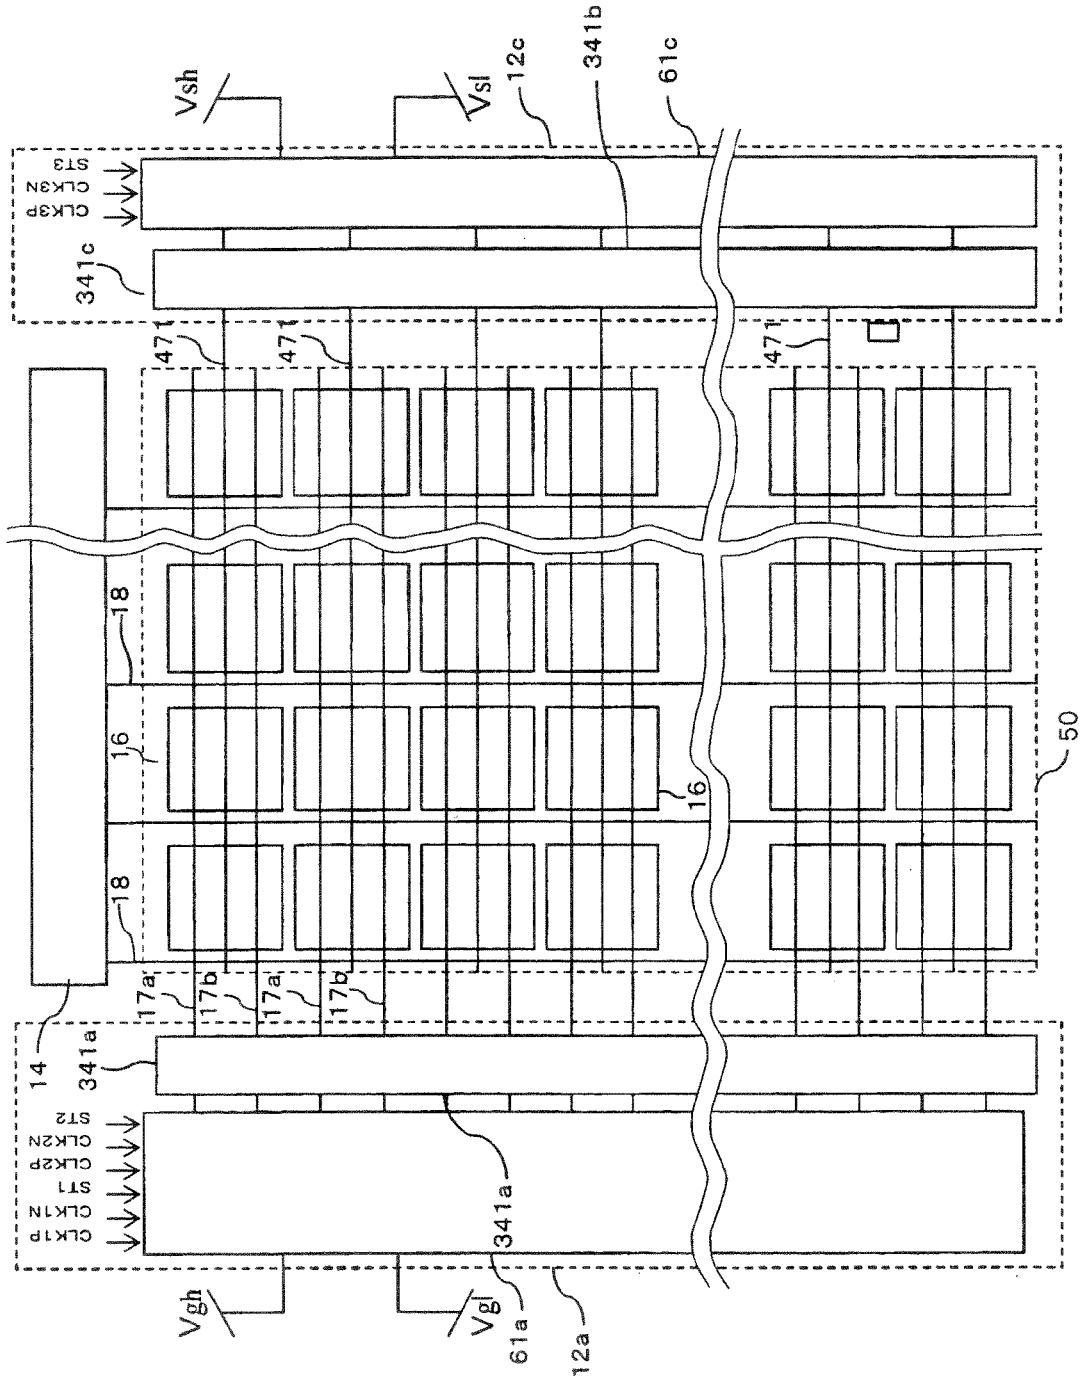 Vsh
Vsl
12c
341b
61c
ST3
CLK3N
CLK3P
341c
471
471
471
18
16
16
18
50
17a
17b
17a
17b
14
341a
ST2
CLK2N
CLK2P
ST1
CLK1N
CLK1P
341a
Vgh
Vgl
61a
12a